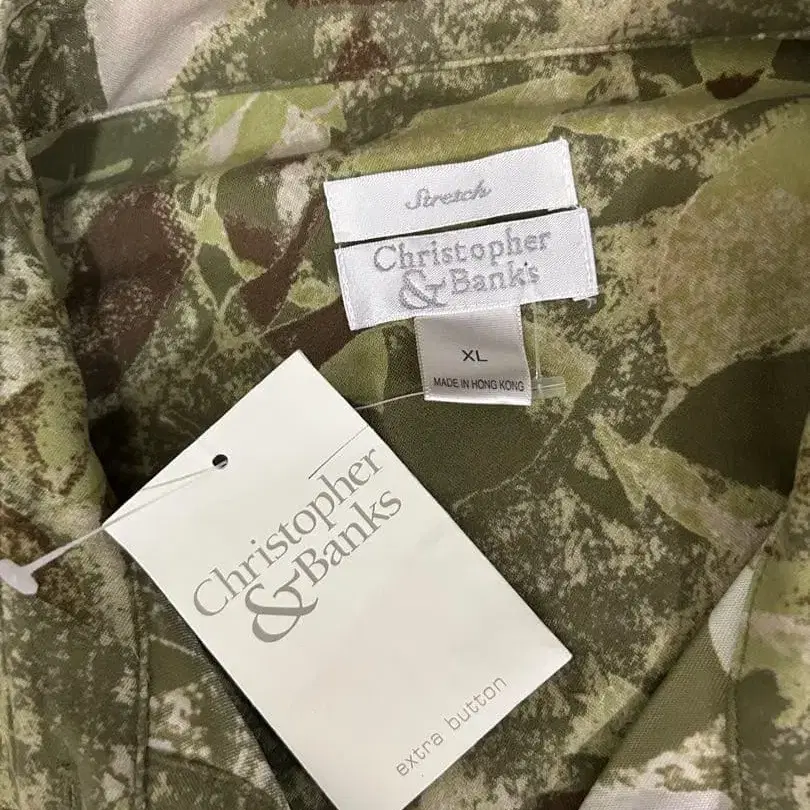 Stretch
Christopher
& Banks
XL
MADE IN HONG KONG
Christopher
& Banks
extra button